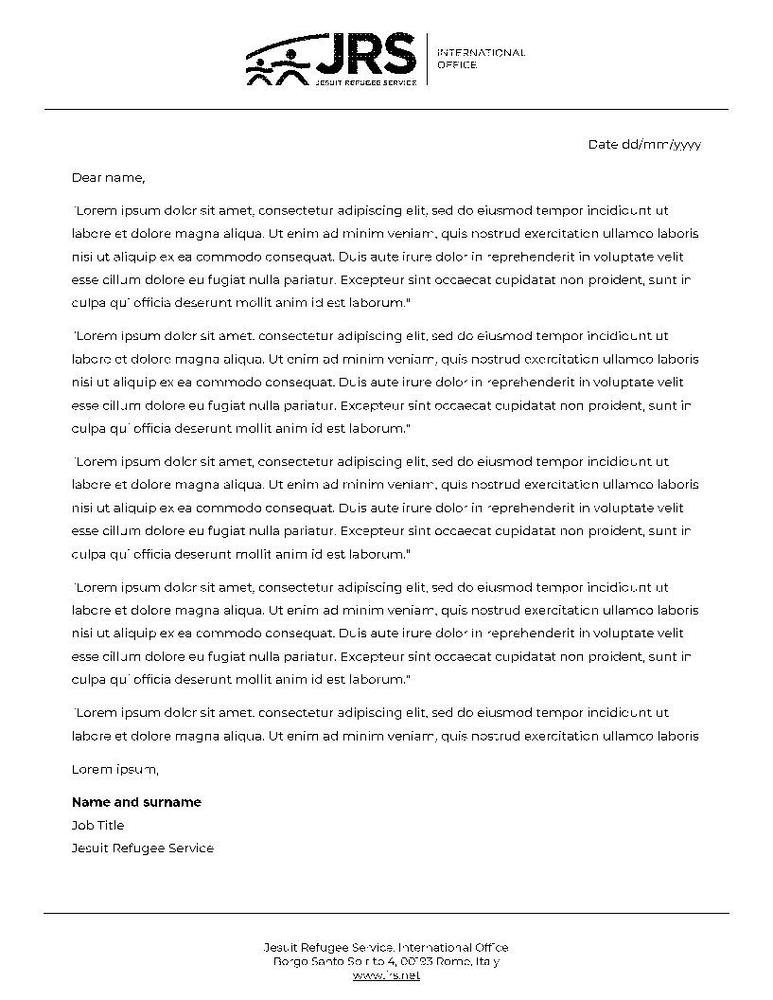 JRS
JESUIT REFUGEE SERVICE
INTERNATIONAL
OFFICE
Date dd/mm/yyyy
Dear name,
"Lorem ipsum dolor sit amet, consectetur adipiscing elit, sed do eiusmod tempor incididunt ut
labore et dolore magna aliqua. Ut enim ad minim veniam, quis nostrud exercitation ullamco laboris
nisi ut aliquip ex ea commodo consequat. Duis aute irure dolor in reprehenderit in voluptate velit
esse cillum dolore eu fugiat nulla pariatur. Excepteur sint occaecat cupidatat non proident, sunt in
culpa qui officia deserunt mollit anim id est laborum."
"Lorem ipsum dolor sit amet, consectetur adipiscing elit, sed do eiusmod tempor incididunt ut
labore et dolore magna aliqua. Ut enim ad minim veniam, quis nostrud exercitation ullamco laboris
nisi ut aliquip ex ea commodo consequat. Duis aute irure dolor in reprehenderit in voluptate velit
esse cillum dolore eu fugiat nulla pariatur. Excepteur sint occaecat cupidatat non proident, sunt in
culpa qui officia deserunt mollit anim id est laborum."
"Lorem ipsum dolor sit amet, consectetur adipiscing elit, sed do eiusmod tempor incididunt ut
labore et dolore magna aliqua. Ut enim ad minim veniam, quis nostrud exercitation ullamco laboris
nisi ut aliquip ex ea commodo consequat. Duis aute irure dolor in reprehenderit in voluptate velit
esse cillum dolore eu fugiat nulla pariatur. Excepteur sint occaecat cupidatat non proident, sunt in
culpa qui officia deserunt mollit anim id est laborum."
"Lorem ipsum dolor sit amet, consectetur adipiscing elit, sed do eiusmod tempor incididunt ut
labore et dolore magna aliqua. Ut enim ad minim veniam, quis nostrud exercitation ullamco laboris
nisi ut aliquip ex ea commodo consequat. Duis aute irure dolor in reprehenderit in voluptate velit
esse cillum dolore eu fugiat nulla pariatur. Excepteur sint occaecat cupidatat non proident, sunt in
culpa qui officia deserunt mollit anim id est laborum."
"Lorem ipsum dolor sit amet, consectetur adipiscing elit, sed do eiusmod tempor incididunt ut
labore et dolore magna aliqua. Ut enim ad minim veniam, quis nostrud exercitation ullamco laboris
Lorem ipsum,
Name and surname
Job Title
Jesuit Refugee Service
Jesuit Refugee Service, International Office
Borgo Santo Spirito 4, 00193 Rome, Italy
www.jrs.net